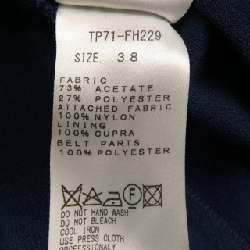 TP71-FH229
SIZE 38
FABRIC
73% ACETATE
27% POLYESTER
ATTACHED FABRIC
100% NYLON
LINING
100% CUPRA
BELT PARTS
100% POLYESTER
DO NOT HAND WASH
DO NOT BLEACH
COOL IRON
USE PRESS CLOTH
PROFESSIONALY